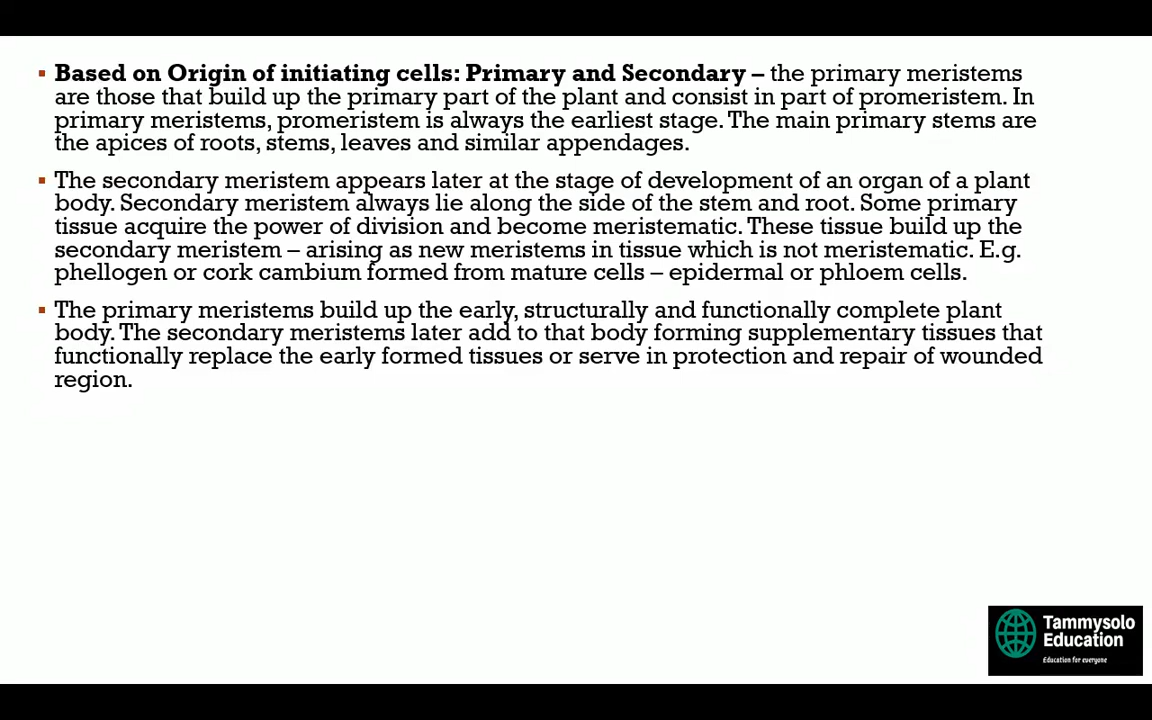 ▪ Based on Origin of initiating cells: Primary and Secondary – the primary meristems
are those that build up the primary part of the plant and consist in part of promeristem. In
primary meristems, promeristem is always the earliest stage. The main primary stems are
the apices of roots, stems, leaves and similar appendages.
▪ The secondary meristem appears later at the stage of development of an organ of a plant
body. Secondary meristem always lie along the side of the stem and root. Some primary
tissue acquire the power of division and become meristematic. These tissue build up the
secondary meristem – arising as new meristems in tissue which is not meristematic. E.g.
phellogen or cork cambium formed from mature cells – epidermal or phloem cells.
▪ The primary meristems build up the early, structurally and functionally complete plant
body. The secondary meristems later add to that body forming supplementary tissues that
functionally replace the early formed tissues or serve in protection and repair of wounded
region.
Tammysolo
Education
Education for everyone